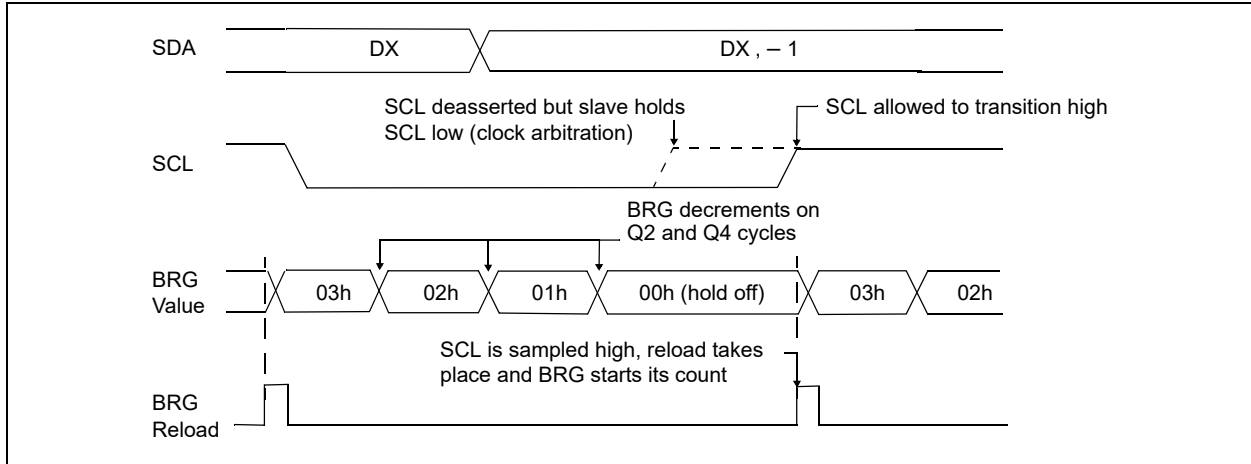 SDA
DX
DX , – 1
SCL deasserted but slave holds
SCL low (clock arbitration)
SCL allowed to transition high
SCL
BRG decrements on
Q2 and Q4 cycles
BRG
Value
03h
02h
01h
00h (hold off)
03h
02h
SCL is sampled high, reload takes
place and BRG starts its count
BRG
Reload